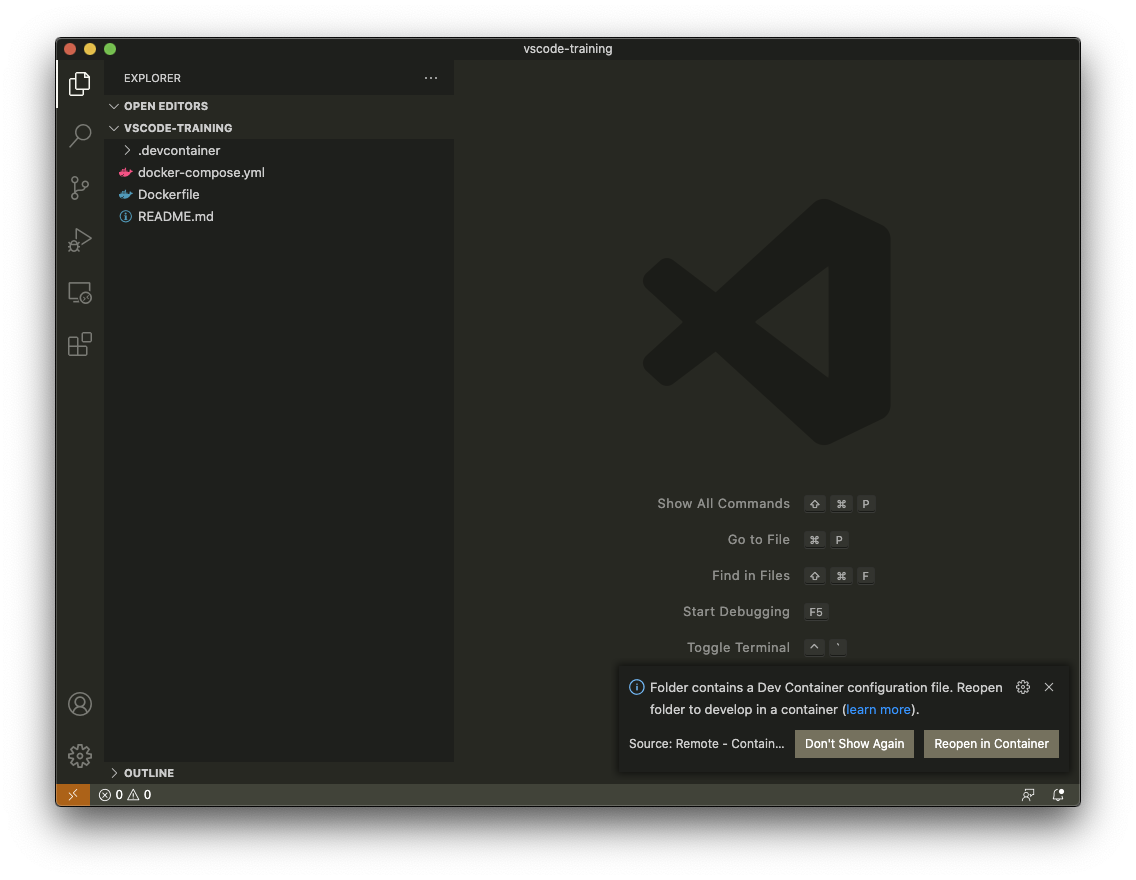 vscode-training
EXPLORER
OPEN EDITORS
VSCODE-TRAINING
.devcontainer
docker-compose.yml
Dockerfile
README.md
OUTLINE
Show All Commands ⇧ ⌘ P
Go to File ⌘ P
Find in Files ⇧ ⌘ F
Start Debugging F5
Toggle Terminal ^ `
Folder contains a Dev Container configuration file. Reopen
folder to develop in a container (learn more).
Source: Remote - Contain... Don't Show Again Reopen in Container
0 0